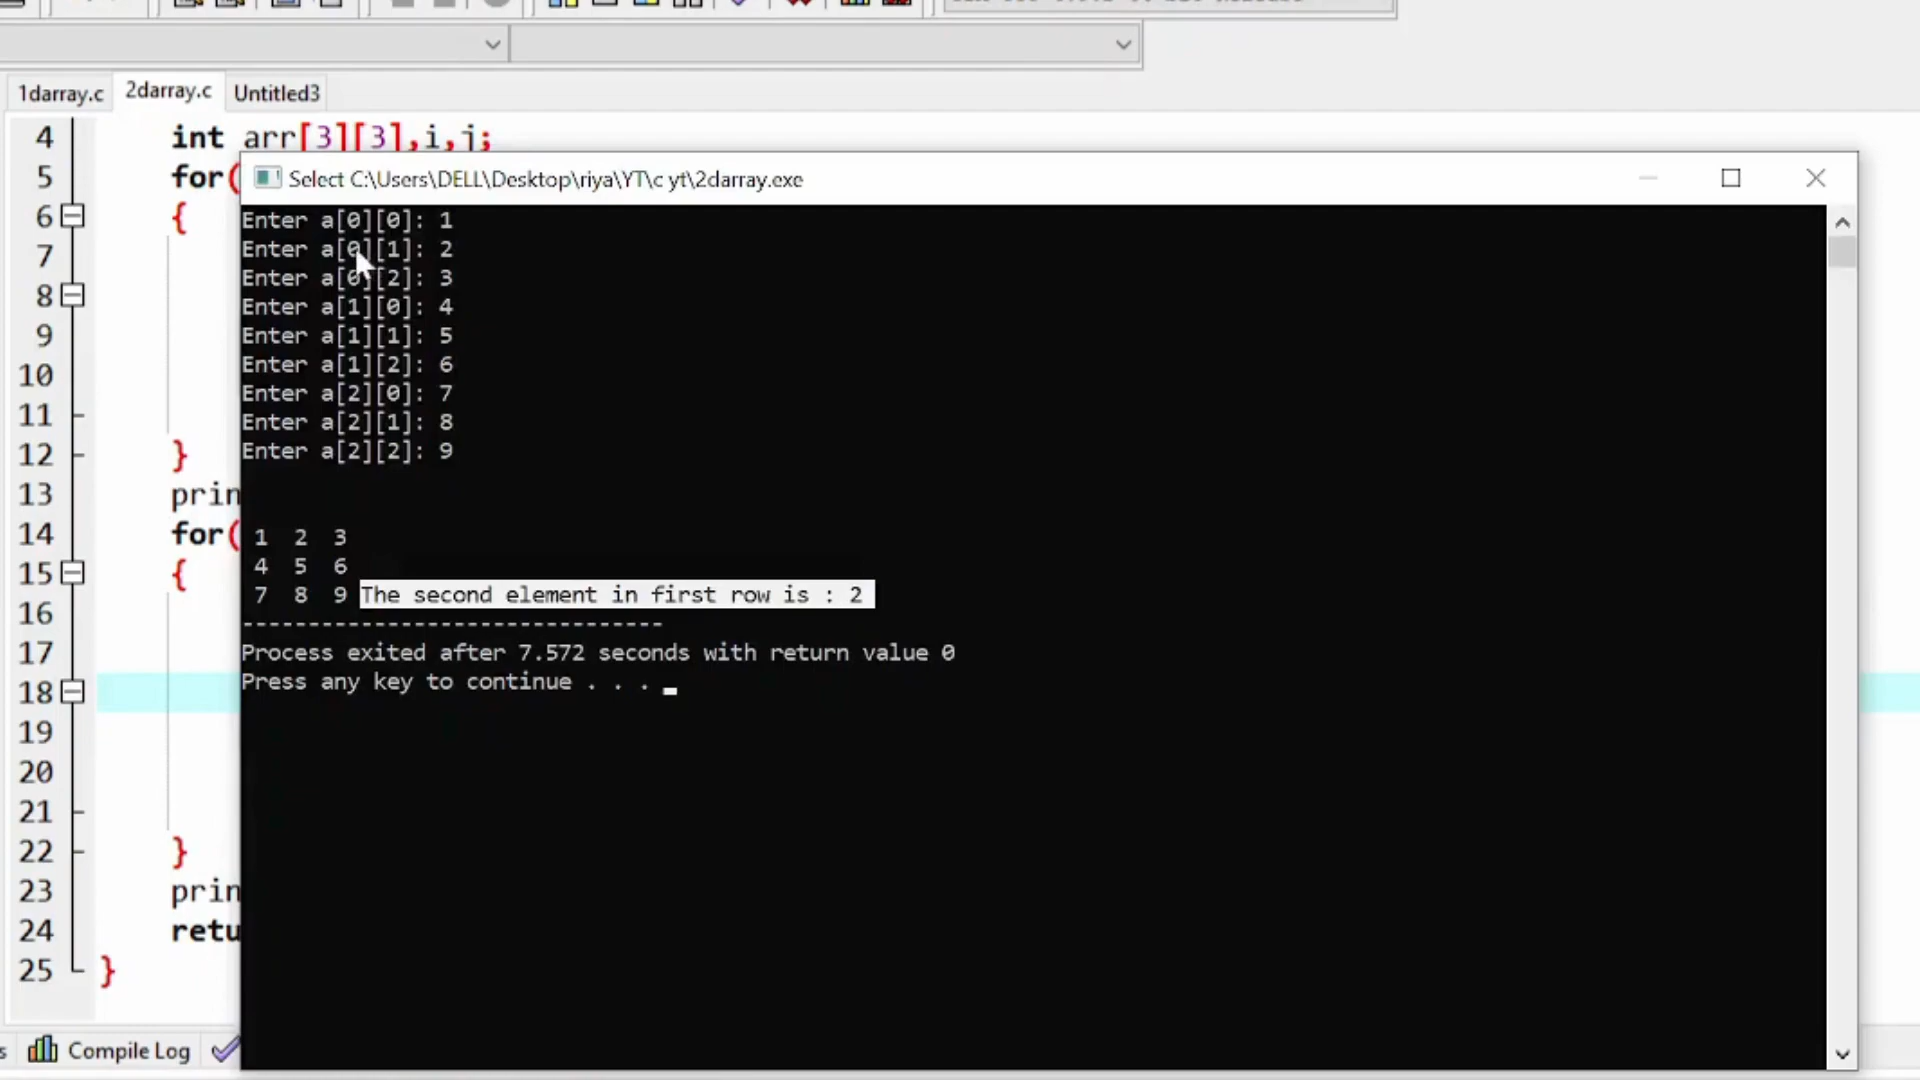 1darray.c 2darray.c Untitled3
4 int arr[3][3],i,j;
5 for(
Select C:\Users\DELL\Desktop\riya\YT\c yt\2darray.exe
6 {
Enter a[0][0]: 1
7
Enter a[0][1]: 2
Enter a[0][2]: 3
8
Enter a[1][0]: 4
9
Enter a[1][1]: 5
10
Enter a[1][2]: 6
Enter a[2][0]: 7
11
Enter a[2][1]: 8
12 }
Enter a[2][2]: 9
13 prin
14 for(
1 2 3
15 {
4 5 6
16
7 8 9 The second element in first row is : 2
--------------------------------
17
Process exited after 7.572 seconds with return value 0
18
Press any key to continue . . .
19
20
21
22 }
23 prin
24 retu
25 }
s Compile Log